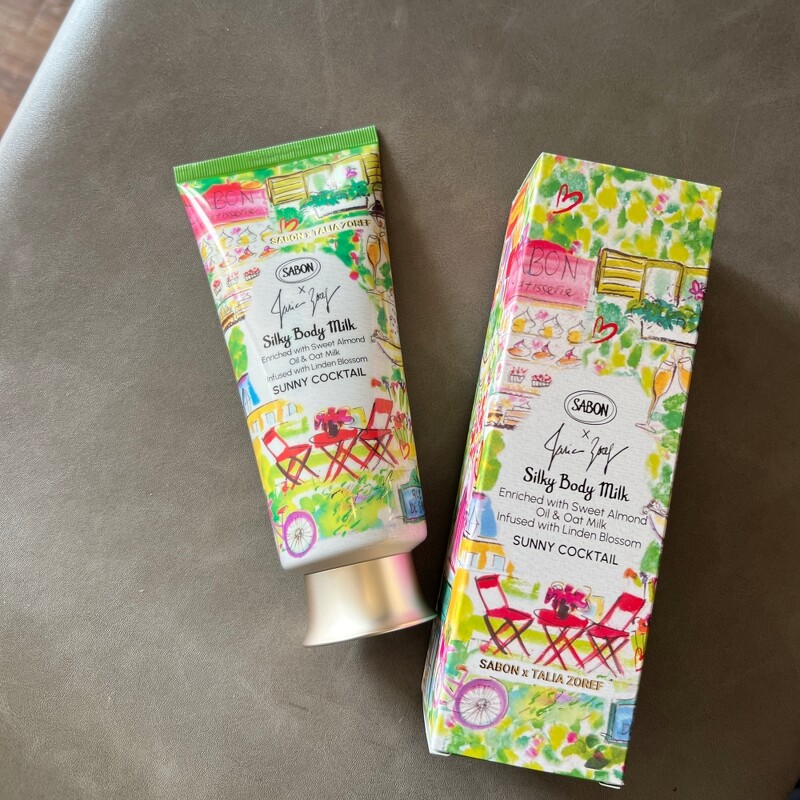 BON
SABON x TALIA ZOREF
SABON
x
Silky Body Milk
Enriched with Sweet Almond
Oil & Oat Milk
Infused with Linden Blossom
SUNNY COCKTAIL
BON
SABON
x
Silky Body Milk
Enriched with Sweet Almond
Oil & Oat Milk
Infused with Linden Blossom
SUNNY COCKTAIL
SABON x TALIA ZOREF